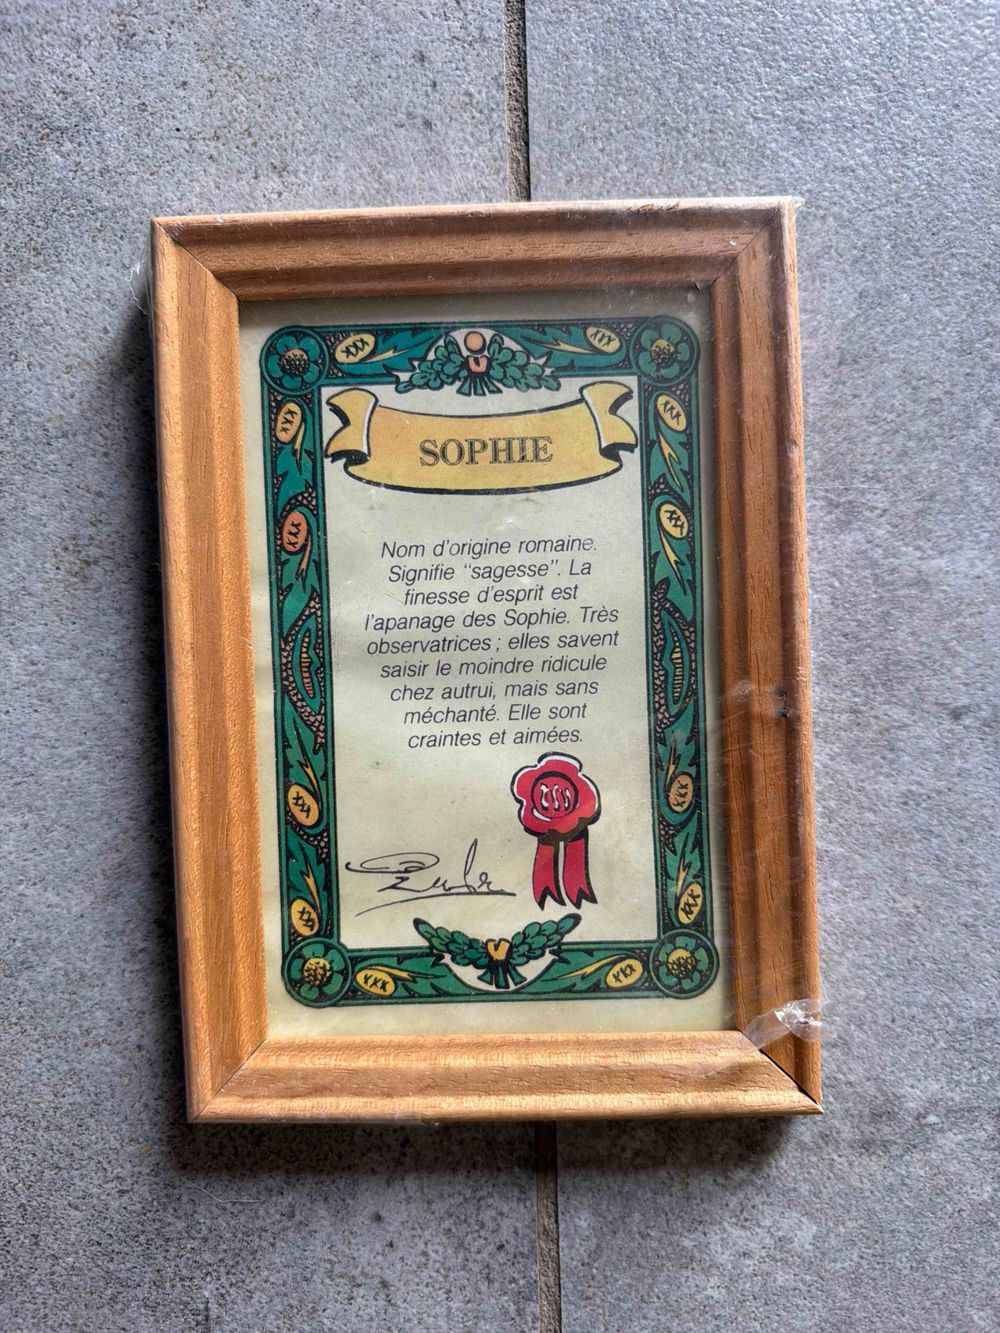 SOPHIE
Nom d'origine romaine.
Signifie “sagesse”. La
finesse d'esprit est
l'apanage des Sophie. Très
observatrices ; elles savent
saisir le moindre ridicule
chez autrui, mais sans
méchanté. Elle sont
craintes et aimées.